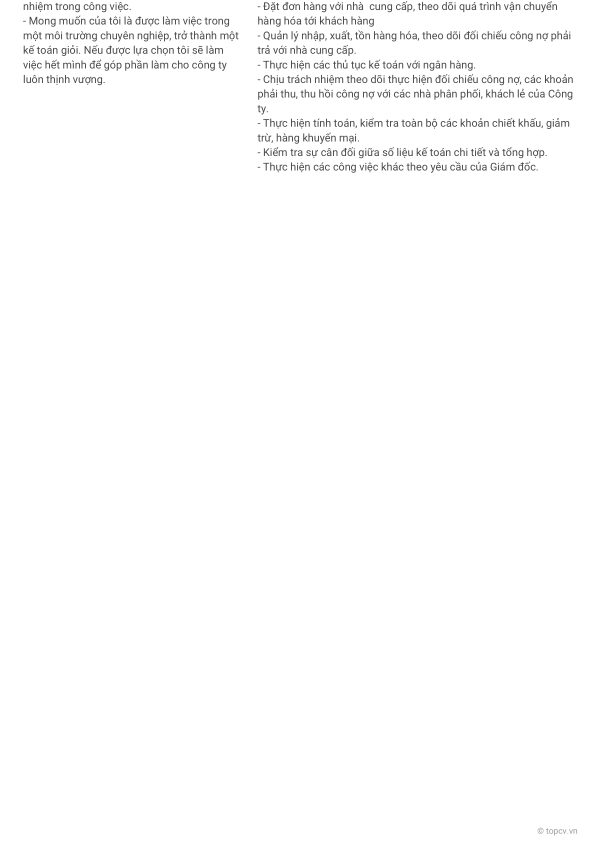 nhiệm trong công việc.
- Mong muốn của tôi là được làm việc trong
một môi trường chuyên nghiệp, trở thành một
kế toán giỏi. Nếu được lựa chọn tôi sẽ làm
việc hết mình để góp phần làm cho công ty
luôn thịnh vượng.
- Đặt đơn hàng với nhà  cung cấp, theo dõi quá trình vận chuyển
hàng hóa tới khách hàng
- Quản lý nhập, xuất, tồn hàng hóa, theo dõi đối chiếu công nợ phải
trả với nhà cung cấp.
- Thực hiện các thủ tục kế toán với ngân hàng.
- Chịu trách nhiệm theo dõi thực hiện đối chiếu công nợ, các khoản
phải thu, thu hồi công nợ với các nhà phân phối, khách lẻ của Công
ty.
- Thực hiện tính toán, kiểm tra toàn bộ các khoản chiết khấu, giảm
trừ, hàng khuyến mại.
- Kiểm tra sự cân đối giữa số liệu kế toán chi tiết và tổng hợp.
- Thực hiện các công việc khác theo yêu cầu của Giám đốc.
© topcv.vn